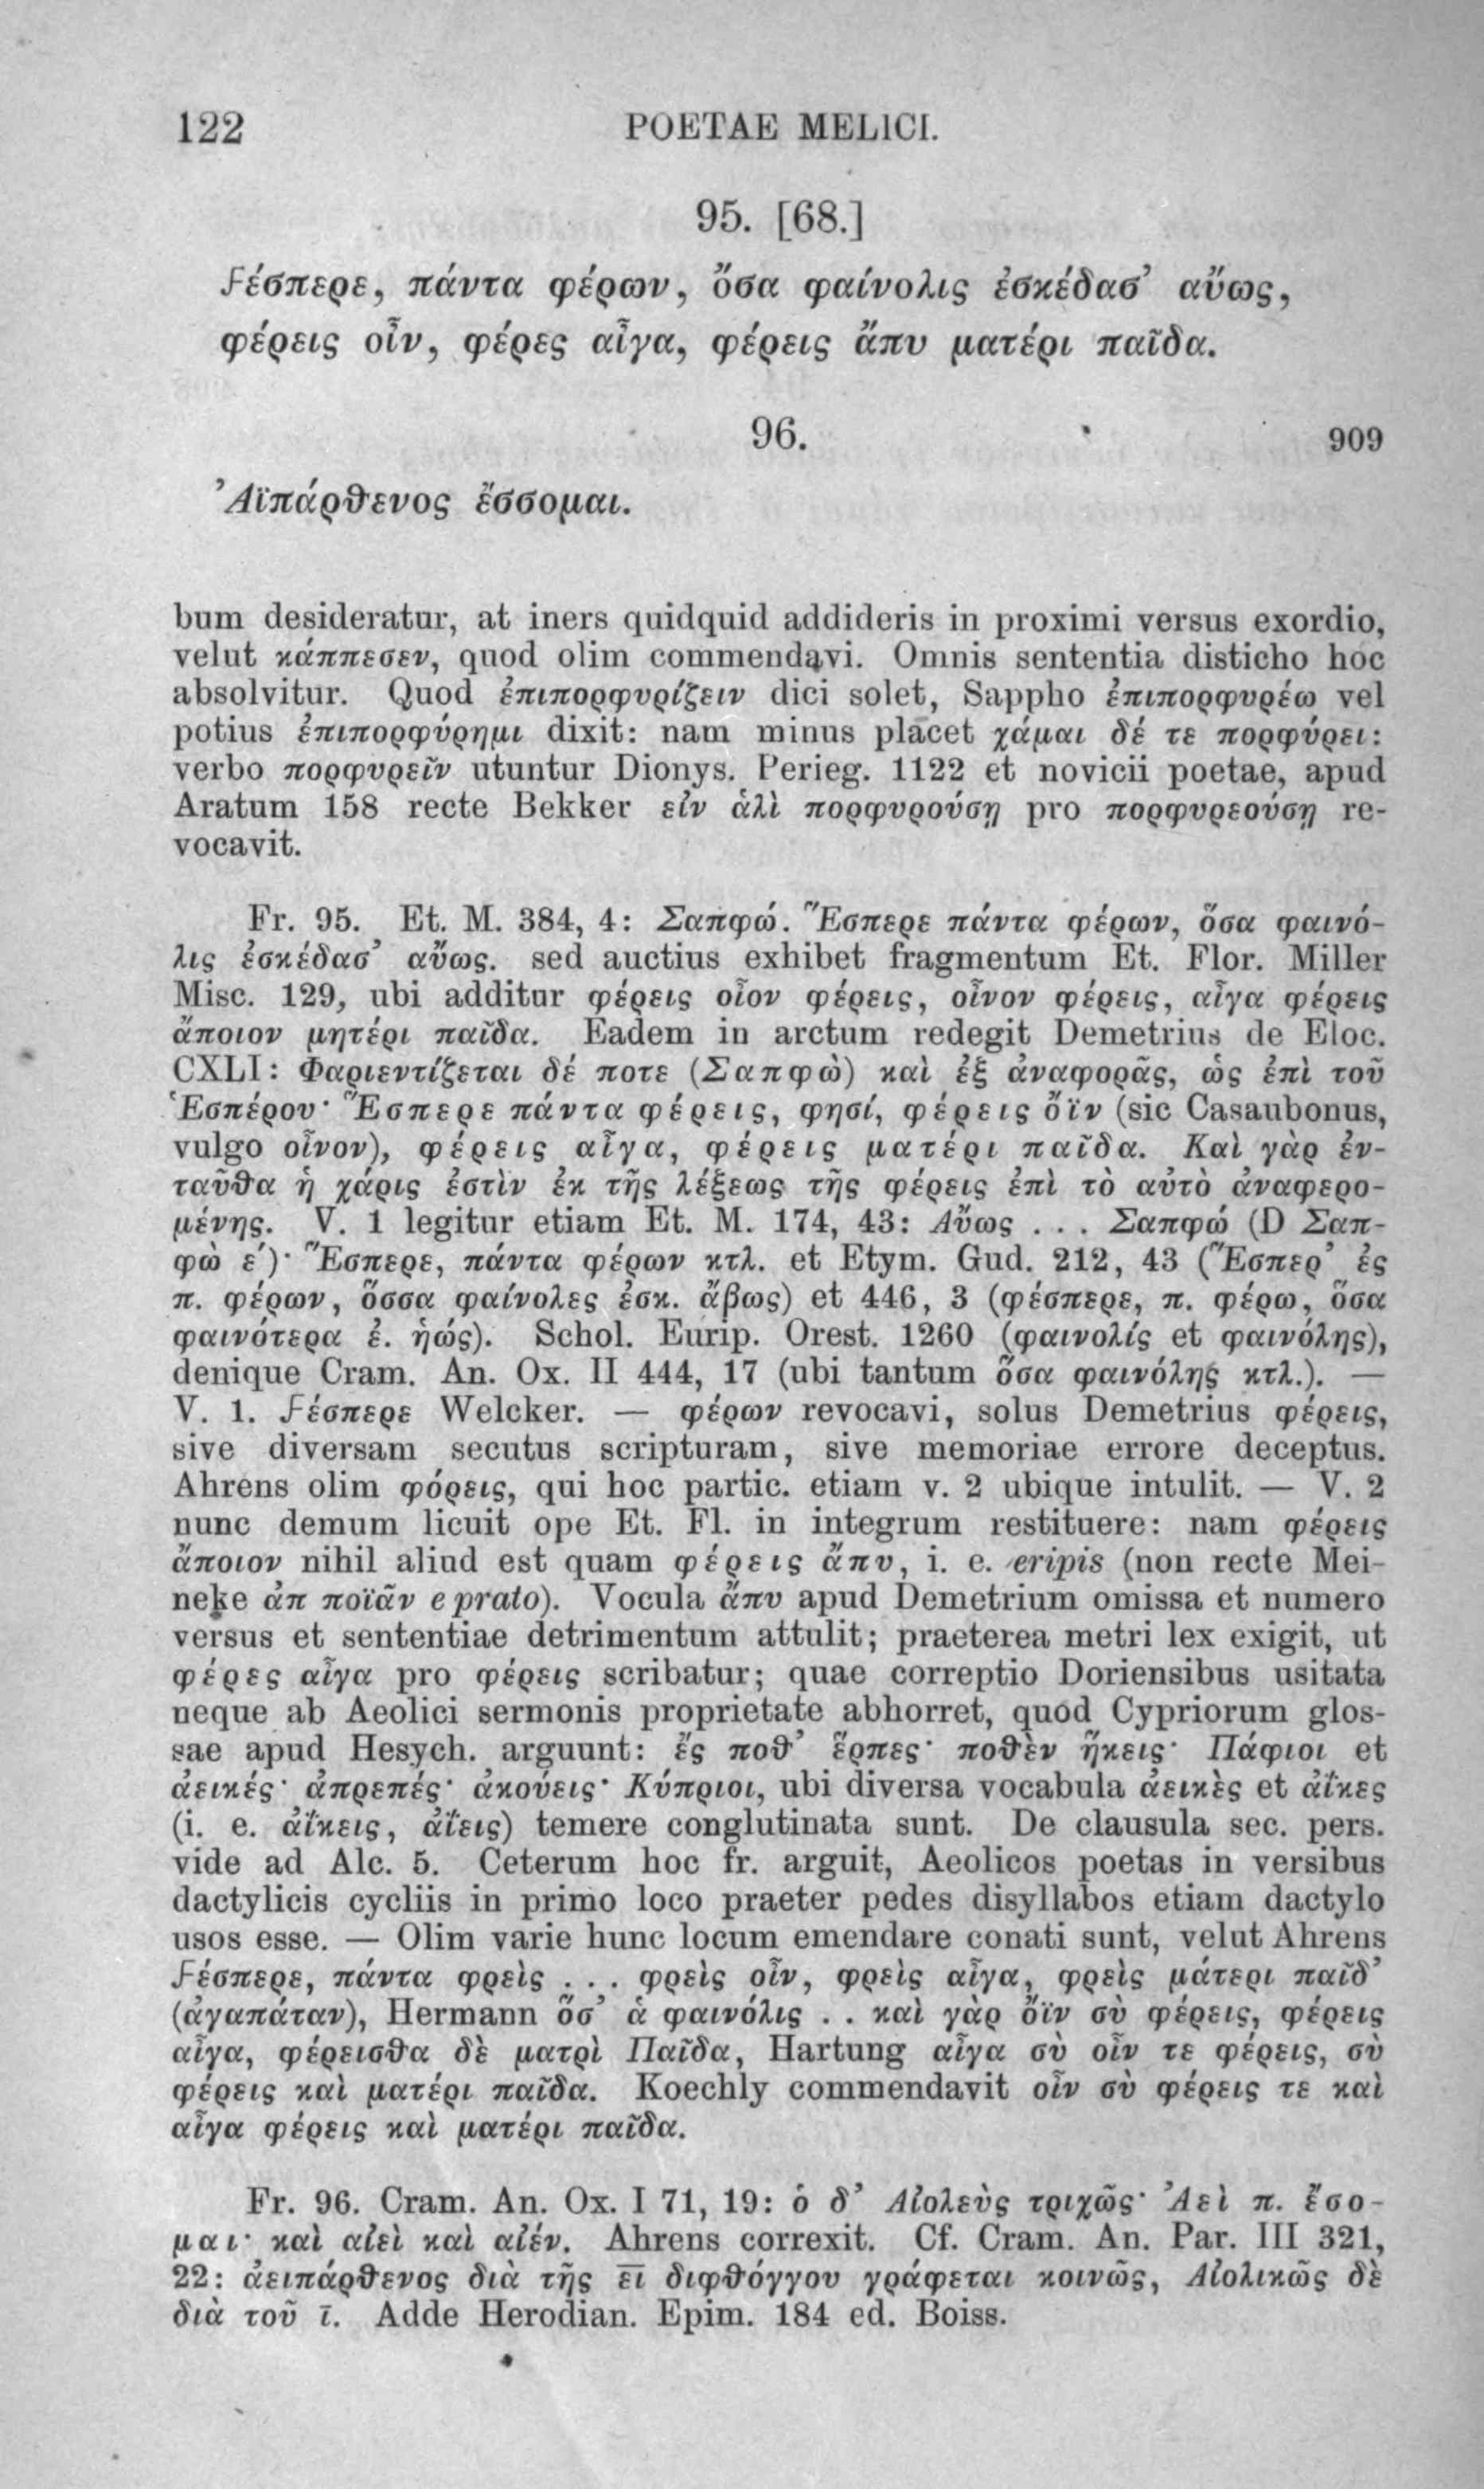 122 POETAE MELICI.
95. [68.]
Ϝέσπερε, πάντα φέρων, ὄσα φαίνολις ἐσκέδασ’ αὔως,
φέρεις οἶν, φέρες αἶγα, φέρεις ἄπυ ματέρι παῖδα.
96. 909
’Αϊπάρθενος ἔσσομαι.
bum desideratur, at iners quidquid addideris in proximi versus exordio,
velut κάππεσεν, quod olim commendavi. Omnis sententia disticho hoc
absolvitur. Quod ἐπιπορφυρίζειν dici solet, Sappho ἐπιπορφυρέω vel
potius ἐπιπορφύρημι dixit: nam minus placet χάμαι δέ τε πορφύρει:
verbo πορφυρεῖν utuntur Dionys. Perieg. 1122 et novicii poetae, apud
Aratum 158 recte Bekker εἰν ἁλὶ πορφυρούσῃ pro πορφυρεούσῃ re-
vocavit.
Fr. 95. Et. M. 384, 4: Σαπφώ. Ἕσπερε πάντα φέρων, ὅσα φαινό-
λις ἐσκέδασ’ αὔως. sed auctius exhibet fragmentum Et. Flor. Miller
Misc. 129, ubi additur φέρεις οἶον φέρεις, οἶνον φέρεις, αἶγα φέρεις
ἄποιον μητέρι παῖδα. Eadem in arctum redegit Demetrius de Eloc.
CXLI: Φαριεντίζεται δέ ποτε (Σαπφὼ) καὶ ἐξ ἀναφορᾶς, ὡς ἐπὶ τοῦ
Ἑσπέρου· Ἕσπερε πάντα φέρεις, φησί, φέρεις ὄϊν (sic Casaubonus,
vulgo οἶνον), φέρεις αἶγα, φέρεις ματέρι παῖδα. Καὶ γὰρ ἐν-
ταῦθα ἡ χάρις ἐστὶν ἐκ τῆς λέξεως τῆς φέρεις ἐπὶ τὸ αὐτὸ ἀναφερο-
μένης. V. 1 legitur etiam Et. M. 174, 43: Αὔως . . . Σαπφώ (D Σαπ-
φὼ ε´)· Ἕσπερε, πάντα φέρων κτλ. et Etym. Gud. 212, 43 (Ἕσπερ’ ἐς
π. φέρων, ὅσσα φαίνολες ἐσκ. ἄβως) et 446, 3 (φέσπερε, π. φέρω, ὅσα
φαινότερα ἐ. ἠώς). Schol. Eurip. Orest. 1260 (φαινολίς et φαινόλης),
denique Cram. An. Ox. II 444, 17 (ubi tantum ὅσα φαινόλης κτλ.). —
V. 1. Ϝέσπερε Welcker. — φέρων revocavi, solus Demetrius φέρεις,
sive diversam secutus scripturam, sive memoriae errore deceptus.
Ahrens olim φόρεις, qui hoc partic. etiam v. 2 ubique intulit. — V. 2
nunc demum licuit ope Et. Fl. in integrum restituere: nam φέρεις
ἄποιον nihil aliud est quam φέρεις ἄπυ, i. e. eripis (non recte Mei-
neke ἀπ ποϊᾶν e prato). Vocula ἄπυ apud Demetrium omissa et numero
versus et sententiae detrimentum attulit; praeterea metri lex exigit, ut
φέρες αἶγα pro φέρεις scribatur; quae correptio Doriensibus usitata
neque ab Aeolici sermonis proprietate abhorret, quod Cypriorum glos-
sae apud Hesych. arguunt: ἔς ποθ’ ἕρπες· ποθὲν ἥκεις· Πάφιοι et
ἀεικές· ἀπρεπές· ἀκούεις· Κύπριοι, ubi diversa vocabula ἀεικὲς et ἀΐκες
(i. e. ἀΐκεις, ἀΐεις) temere conglutinata sunt. De clausula sec. pers.
vide ad Alc. 5. Ceterum hoc fr. arguit, Aeolicos poetas in versibus
dactylicis cycliis in primo loco praeter pedes disyllabos etiam dactylo
usos esse. — Olim varie hunc locum emendare conati sunt, velut Ahrens
Ϝέσπερε, πάντα φρεὶς . . . φρεὶς οἶν, φρεὶς αἶγα, φρεὶς μάτερι παῖδ’
(ἀγαπάταν), Hermann ὅσ’ ἁ φαινόλις . . καὶ γὰρ ὄϊν σὺ φέρεις, φέρεις
αἶγα, φέρεισθα δὲ ματρὶ Παῖδα, Hartung αἶγα σὺ οἶν τε φέρεις, σὺ
φέρεις καὶ ματέρι παῖδα. Koechly commendavit οἶν σὺ φέρεις τε καὶ
αἶγα φέρεις καὶ ματέρι παῖδα.
Fr. 96. Cram. An. Ox. I 71, 19: ὁ δ’ Αἰολεὺς τριχῶς· Ἀεὶ π. ἔσο-
μαι· καὶ αἰεὶ καὶ αἰέν. Ahrens correxit. Cf. Cram. An. Par. III 321,
22: ἀειπάρθενος διὰ τῆς ε̅ι̅ διφθόγγου γράφεται κοινῶς, Αἰολικῶς δὲ
διὰ τοῦ ῑ. Adde Herodian. Epim. 184 ed. Boiss.